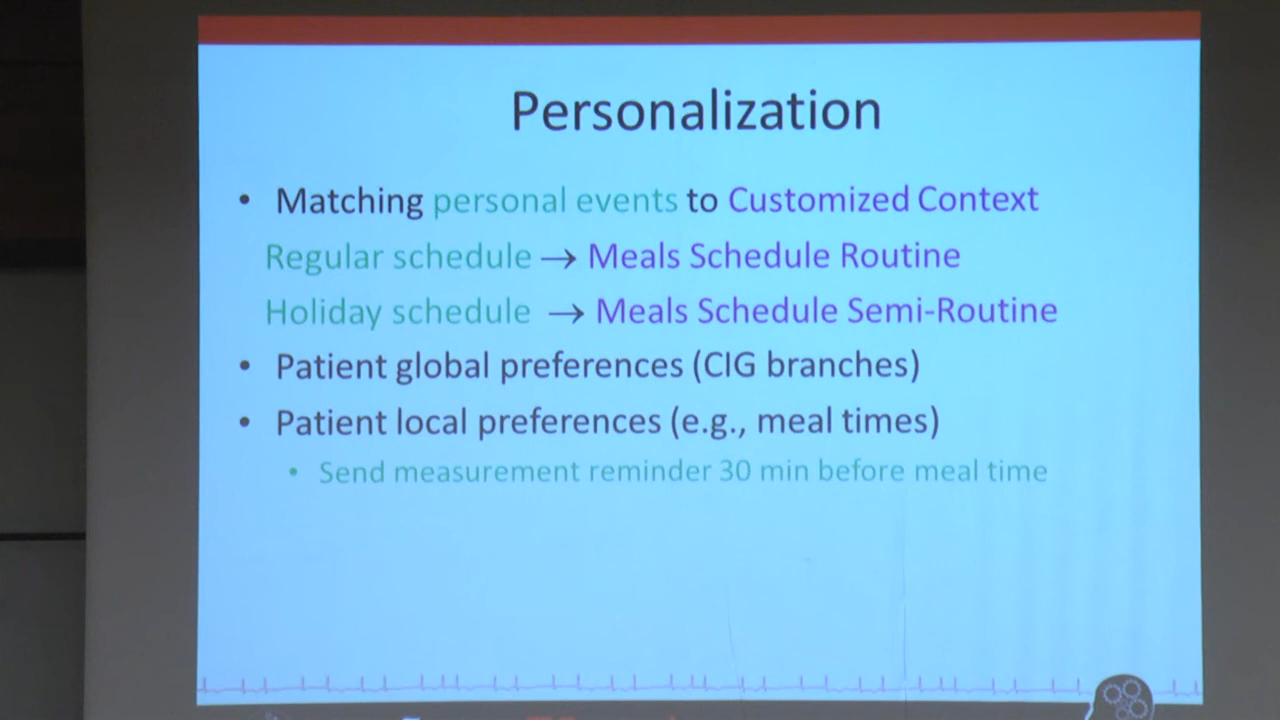 Personalization
• Matching personal events to Customized Context
Regular schedule → Meals Schedule Routine
Holiday schedule → Meals Schedule Semi-Routine
• Patient global preferences (CIG branches)
• Patient local preferences (e.g., meal times)
• Send measurement reminder 30 min before meal time